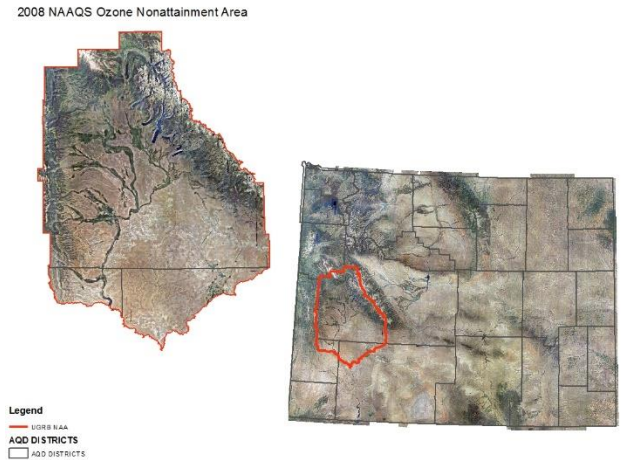 2008 NAAQS Ozone Nonattainment Area
Legend
UGRB NAA
AQD DISTRICTS
AQD DISTRICTS